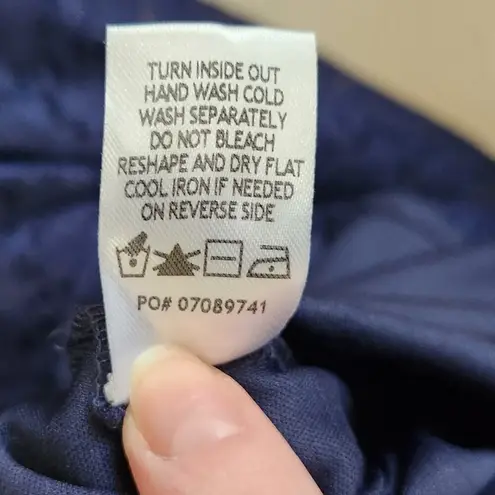 TURN INSIDE OUT
HAND WASH COLD
WASH SEPARATELY
DO NOT BLEACH
RESHAPE AND DRY FLAT
COOL IRON IF NEEDED
ON REVERSE SIDE
PO# 07089741